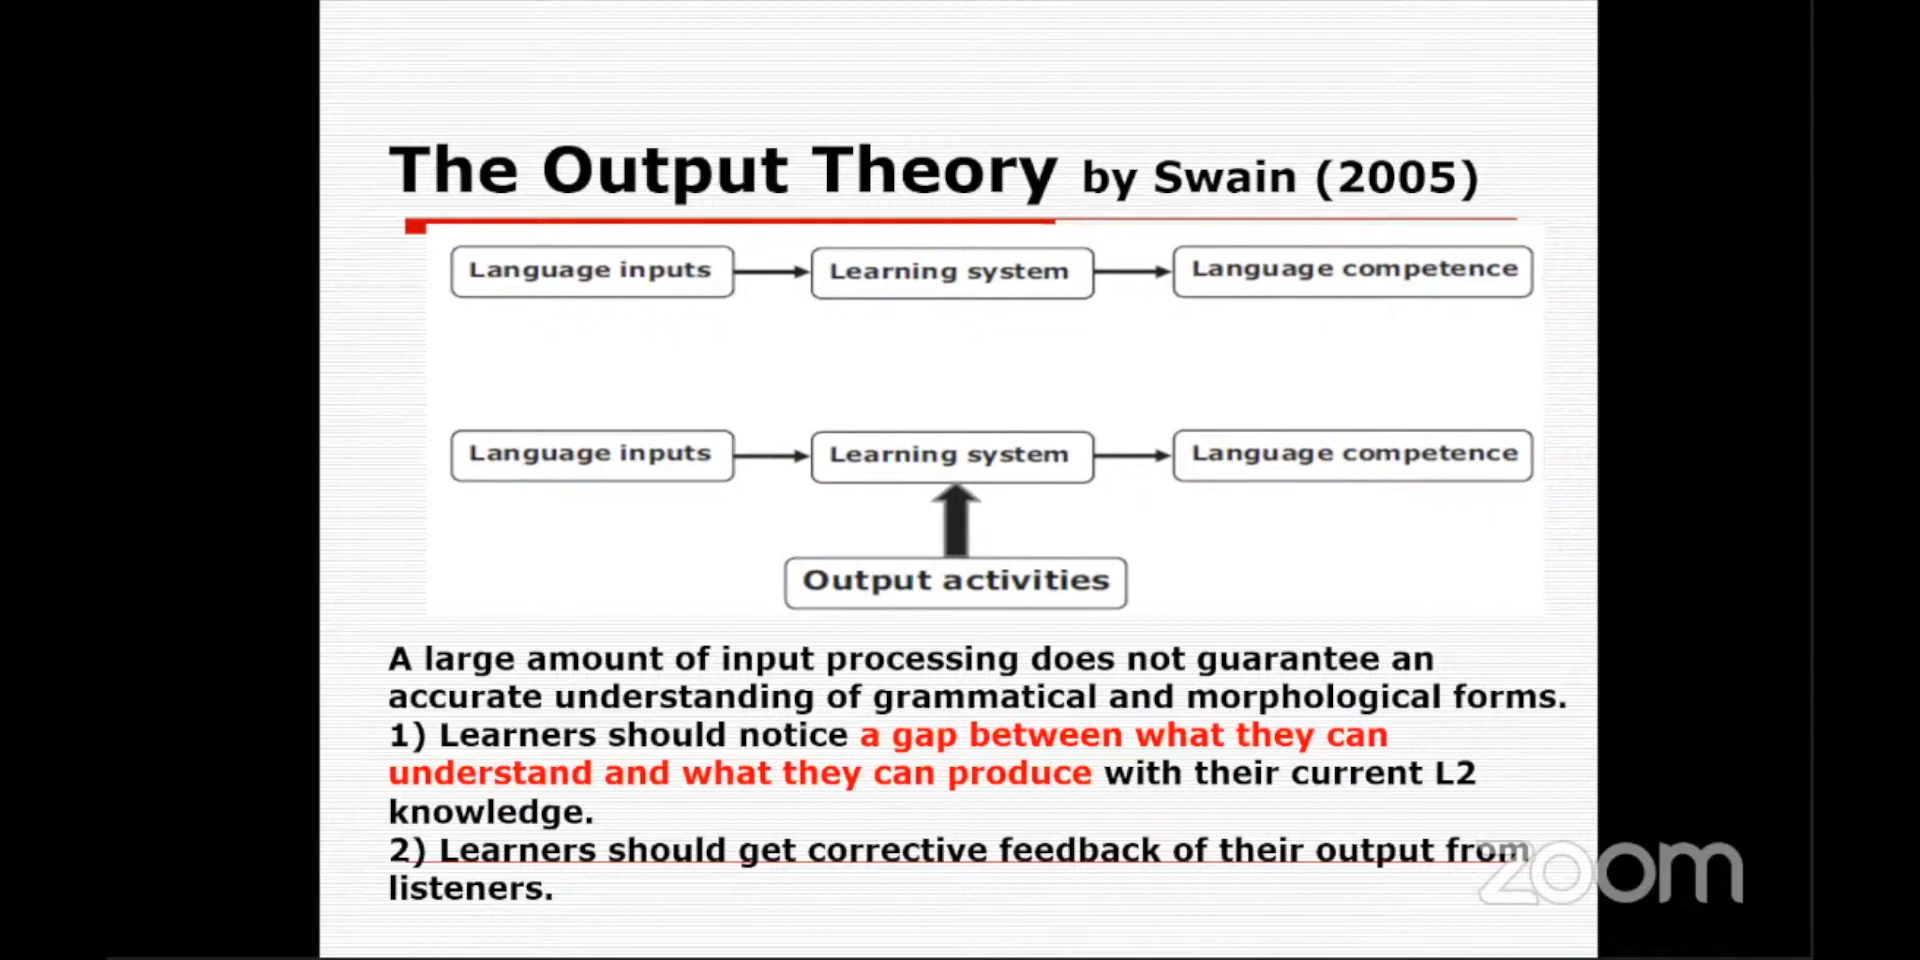 The Output Theory by Swain (2005)
Language inputs
Learning system
Language competence
Language inputs
Learning system
Language competence
Output activities
A large amount of input processing does not guarantee an
accurate understanding of grammatical and morphological forms.
1) Learners should notice a gap between what they can
understand and what they can produce with their current L2
knowledge.
2) Learners should get corrective feedback of their output from
listeners.
zoom